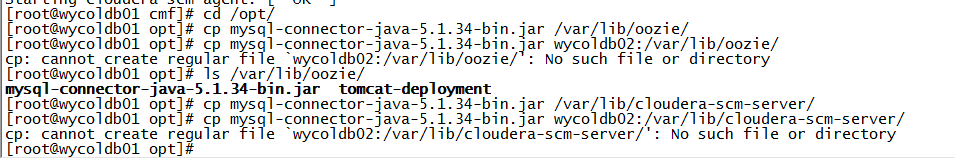 Starting cloudera-scm-agent: [  OK  ]
[root@wycoldb01 cmf]# cd /opt/
[root@wycoldb01 opt]# cp mysql-connector-java-5.1.34-bin.jar /var/lib/oozie/
[root@wycoldb01 opt]# cp mysql-connector-java-5.1.34-bin.jar wycoldb02:/var/lib/oozie/
cp: cannot create regular file `wycoldb02:/var/lib/oozie/': No such file or directory
[root@wycoldb01 opt]# ls /var/lib/oozie/
mysql-connector-java-5.1.34-bin.jar  tomcat-deployment
[root@wycoldb01 opt]# cp mysql-connector-java-5.1.34-bin.jar /var/lib/cloudera-scm-server/
[root@wycoldb01 opt]# cp mysql-connector-java-5.1.34-bin.jar wycoldb02:/var/lib/cloudera-scm-server/
cp: cannot create regular file `wycoldb02:/var/lib/cloudera-scm-server/': No such file or directory
[root@wycoldb01 opt]#